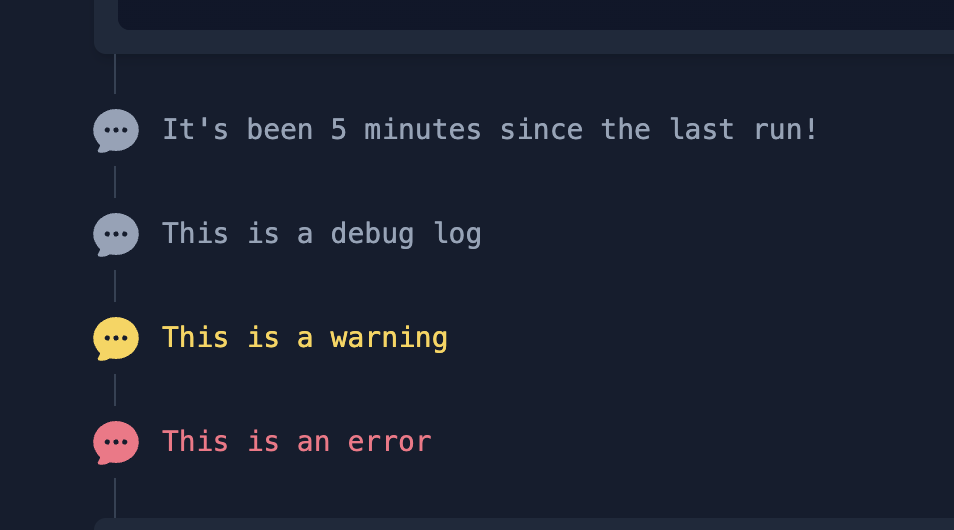 It's been 5 minutes since the last run!
This is a debug log
This is a warning
This is an error